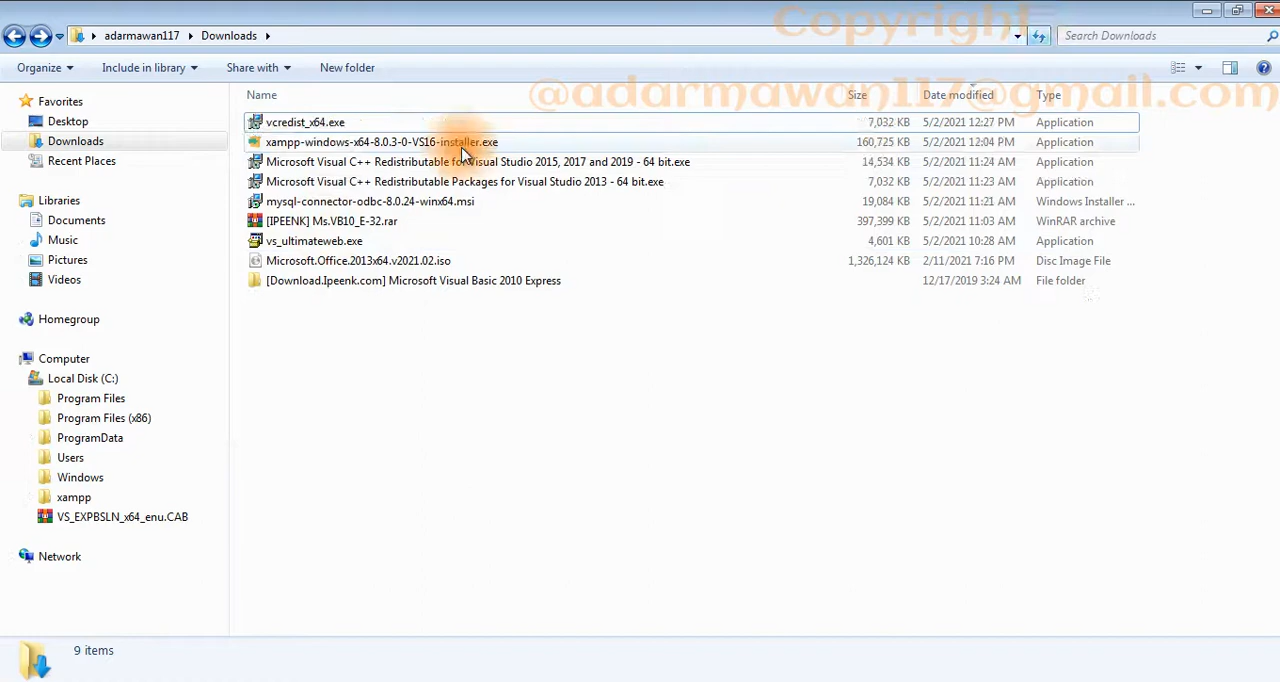 Copyright
adarmawan117 Downloads Search Downloads
@adarmawan117@gmail.com
Organize Include in library Share with New folder
Name Size Date modified Type
vcredist_x64.exe 7,032 KB 5/2/2021 12:27 PM Application
xampp-windows-x64-8.0.3-0-VS16-installer.exe 160,725 KB 5/2/2021 12:04 PM Application
Microsoft Visual C++ Redistributable for Visual Studio 2015, 2017 and 2019 - 64 bit.exe 14,534 KB 5/2/2021 11:24 AM Application
Microsoft Visual C++ Redistributable Packages for Visual Studio 2013 - 64 bit.exe 7,032 KB 5/2/2021 11:23 AM Application
mysql-connector-odbc-8.0.24-winx64.msi 19,084 KB 5/2/2021 11:21 AM Windows Installer ...
[IPEENK] Ms.VB10_E-32.rar 397,399 KB 5/2/2021 11:03 AM WinRAR archive
vs_ultimateweb.exe 4,601 KB 5/2/2021 10:28 AM Application
Microsoft.Office.2013x64.v2021.02.iso 1,326,124 KB 2/11/2021 7:16 PM Disc Image File
[Download.Ipeenk.com] Microsoft Visual Basic 2010 Express 12/17/2019 3:24 AM File folder
Favorites
Desktop
Downloads
Recent Places
Libraries
Documents
Music
Pictures
Videos
Homegroup
Computer
Local Disk (C:)
Program Files
Program Files (x86)
ProgramData
Users
Windows
xampp
VS_EXPBSLN_x64_enu.CAB
Network
9 items